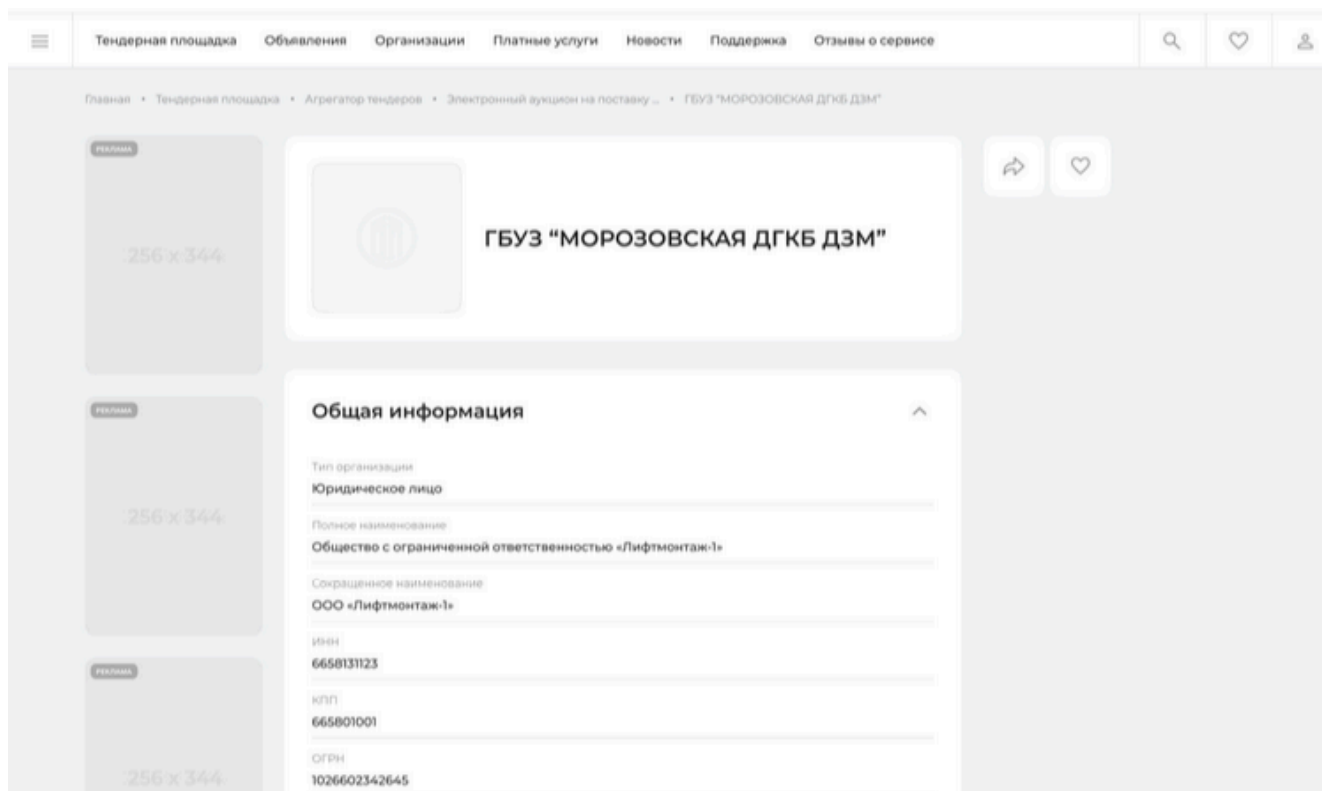 Тендерная площадка Объявления Организации Платные услуги Новости Поддержка Отзывы о сервисе
Главная • Тендерная площадка • Агрегатор тендеров • Электронный аукцион на поставку ... • ГБУЗ "МОРОЗОВСКАЯ ДГКБ ДЗМ"
РЕКЛАМА
256 x 344
ГБУЗ “МОРОЗОВСКАЯ ДГКБ ДЗМ”
РЕКЛАМА
256 x 344
РЕКЛАМА
256 x 344
Общая информация
Тип организации
Юридическое лицо
Полное наименование
Общество с ограниченной ответственностью «Лифтмонтаж-1»
Сокращенное наименование
ООО «Лифтмонтаж-1»
ИНН
6658131123
КПП
665801001
ОГРН
1026602342645